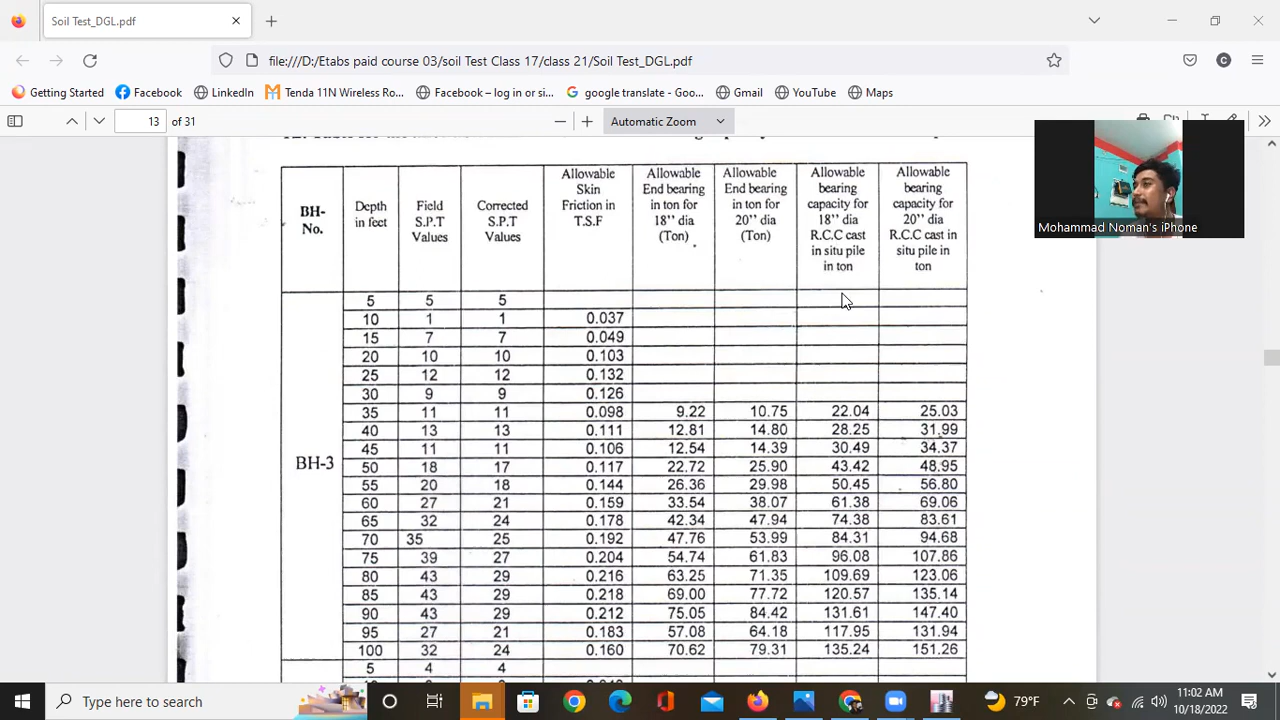 Soil Test_DGL.pdf
file:///D:/Etabs paid course 03/soil Test Class 17/class 21/Soil Test_DGL.pdf
C
Getting Started Facebook LinkedIn Tenda 11N Wireless Ro... Facebook – log in or si... google translate - Goo... Gmail YouTube Maps
13 of 31 Automatic Zoom
Mohammad Noman's iPhone
BH-No. Depth in feet Field S.P.T Values Corrected S.P.T Values Allowable Skin Friction in T.S.F Allowable End bearing in ton for 18'' dia (Ton) Allowable End bearing in ton for 20'' dia (Ton) Allowable bearing capacity for 18'' dia R.C.C cast in situ pile in ton Allowable bearing capacity for 20'' dia R.C.C cast in situ pile in ton
BH-3
5 5 5
10 1 1 0.037
15 7 7 0.049
20 10 10 0.103
25 12 12 0.132
30 9 9 0.126
35 11 11 0.098 9.22 10.75 22.04 25.03
40 13 13 0.111 12.81 14.80 28.25 31.99
45 11 11 0.106 12.54 14.39 30.49 34.37
50 18 17 0.117 22.72 25.90 43.42 48.95
55 20 18 0.144 26.36 29.98 50.45 56.80
60 27 21 0.159 33.54 38.07 61.38 69.06
65 32 24 0.178 42.34 47.94 74.38 83.61
70 35 25 0.192 47.76 53.99 84.31 94.68
75 39 27 0.204 54.74 61.83 96.08 107.86
80 43 29 0.216 63.25 71.35 109.69 123.06
85 43 29 0.218 69.00 77.72 120.57 135.14
90 43 29 0.212 75.05 84.42 131.61 147.40
95 27 21 0.183 57.08 64.18 117.95 131.94
100 32 24 0.160 70.62 79.31 135.24 151.26
5 4 4
Type here to search
79°F
11:02 AM
10/18/2022